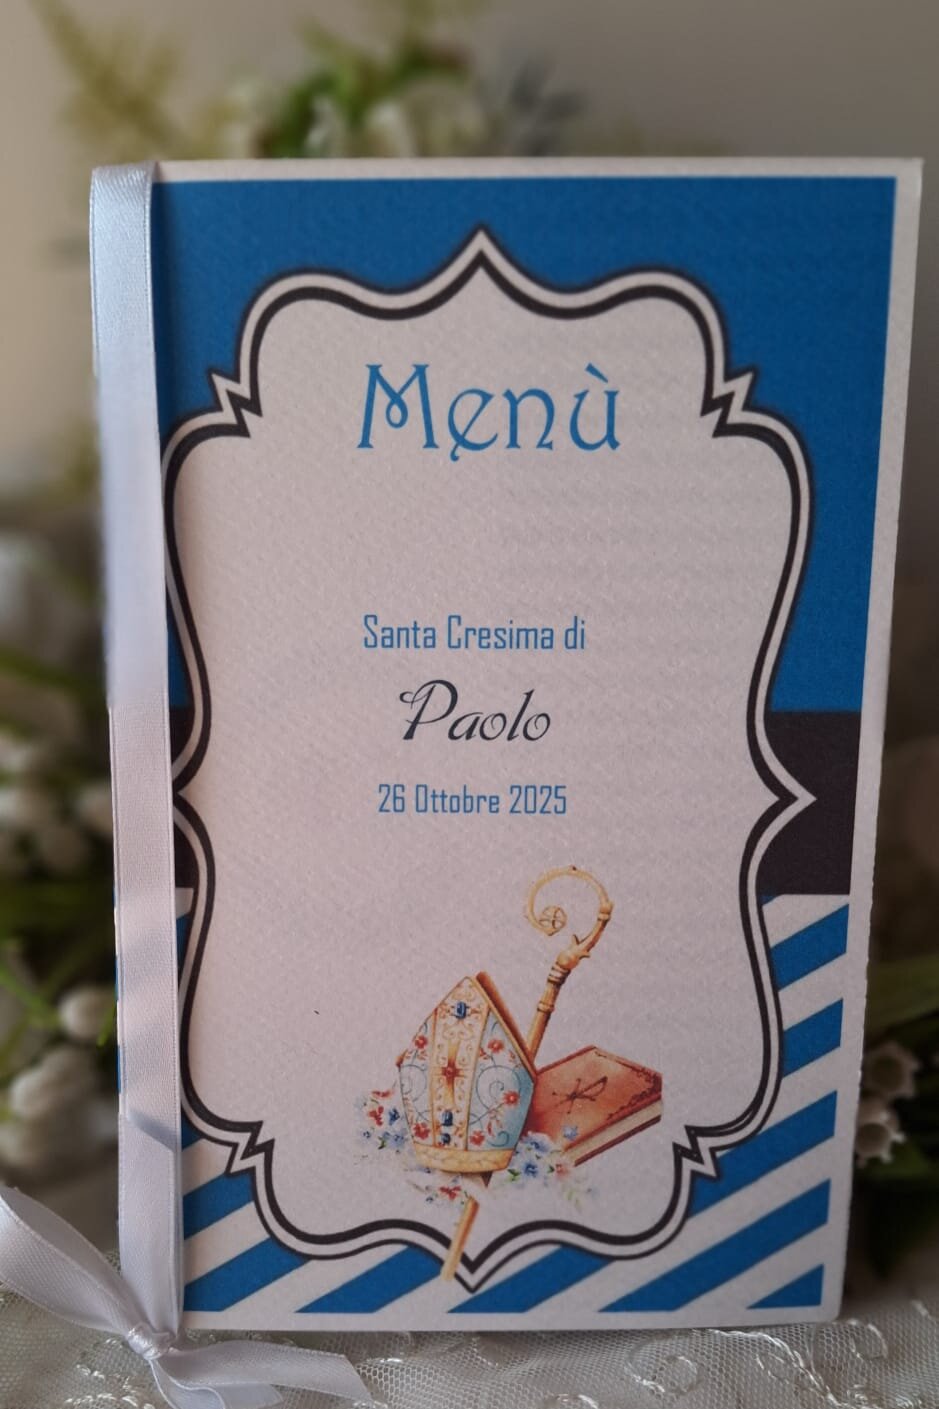 Menù
Santa Cresima di
Paolo
26 Ottobre 2025